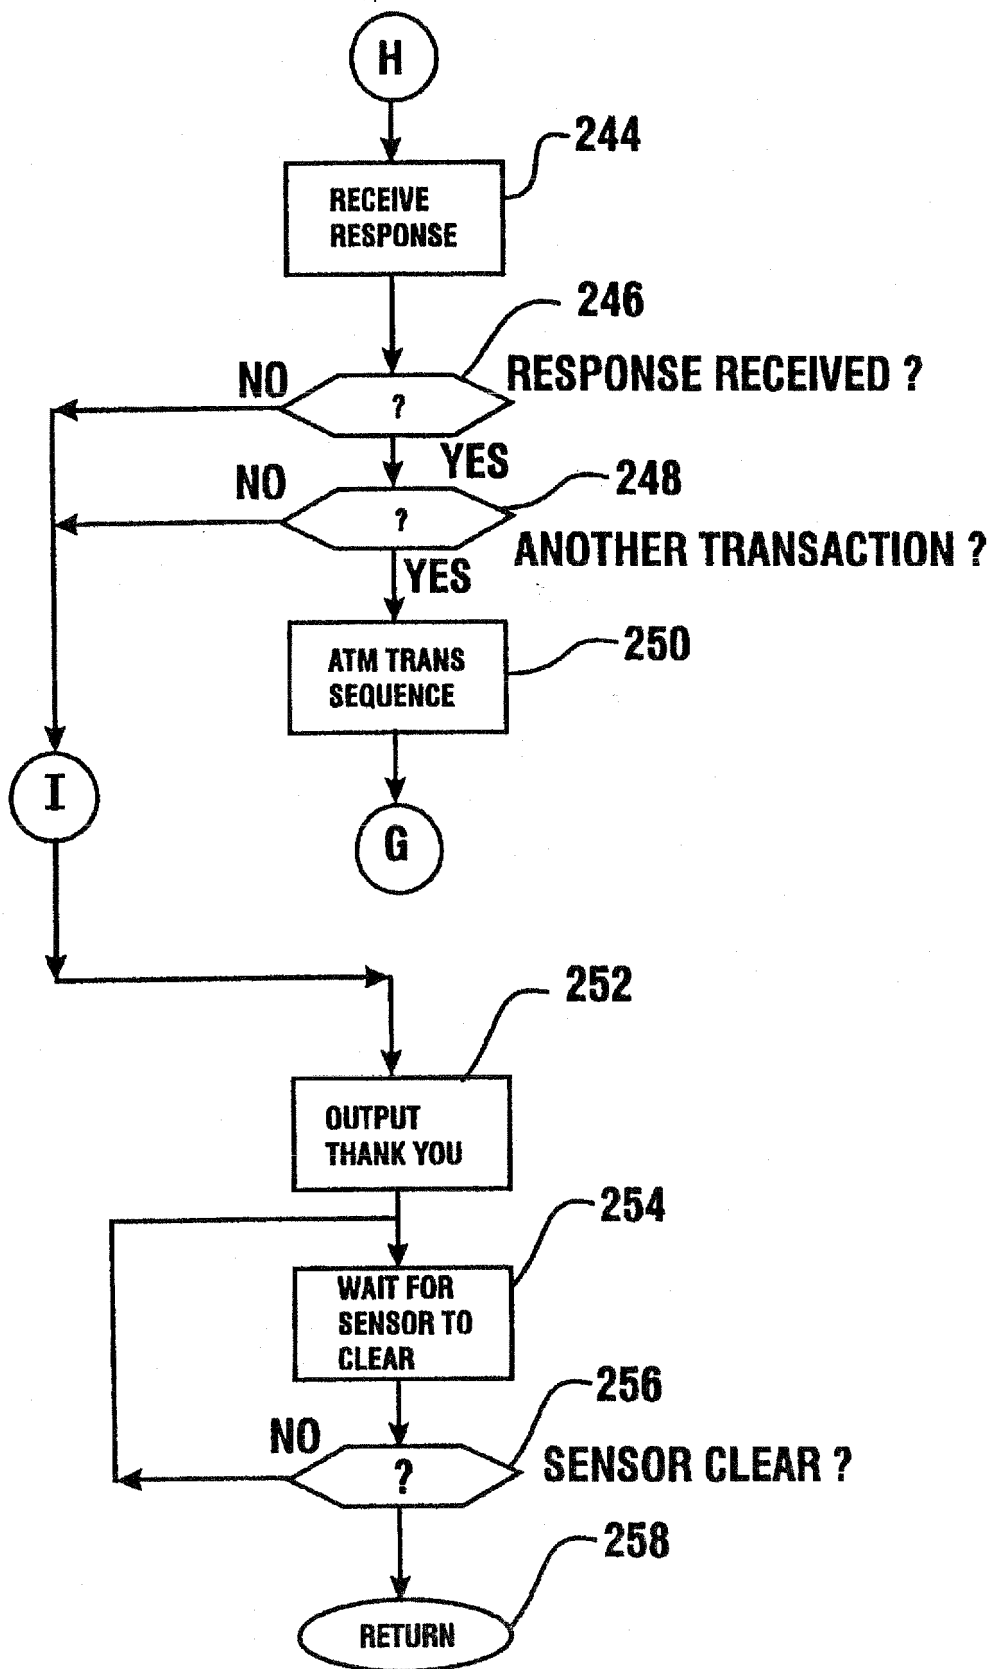 H
244
RECEIVE
RESPONSE
246
NO
RESPONSE RECEIVED ?
?
YES
NO
248
?
ANOTHER TRANSACTION ?
YES
250
ATM TRANS
SEQUENCE
I
G
252
OUTPUT
THANK YOU
254
WAIT FOR
SENSOR TO
CLEAR
256
NO
SENSOR CLEAR ?
?
258
RETURN